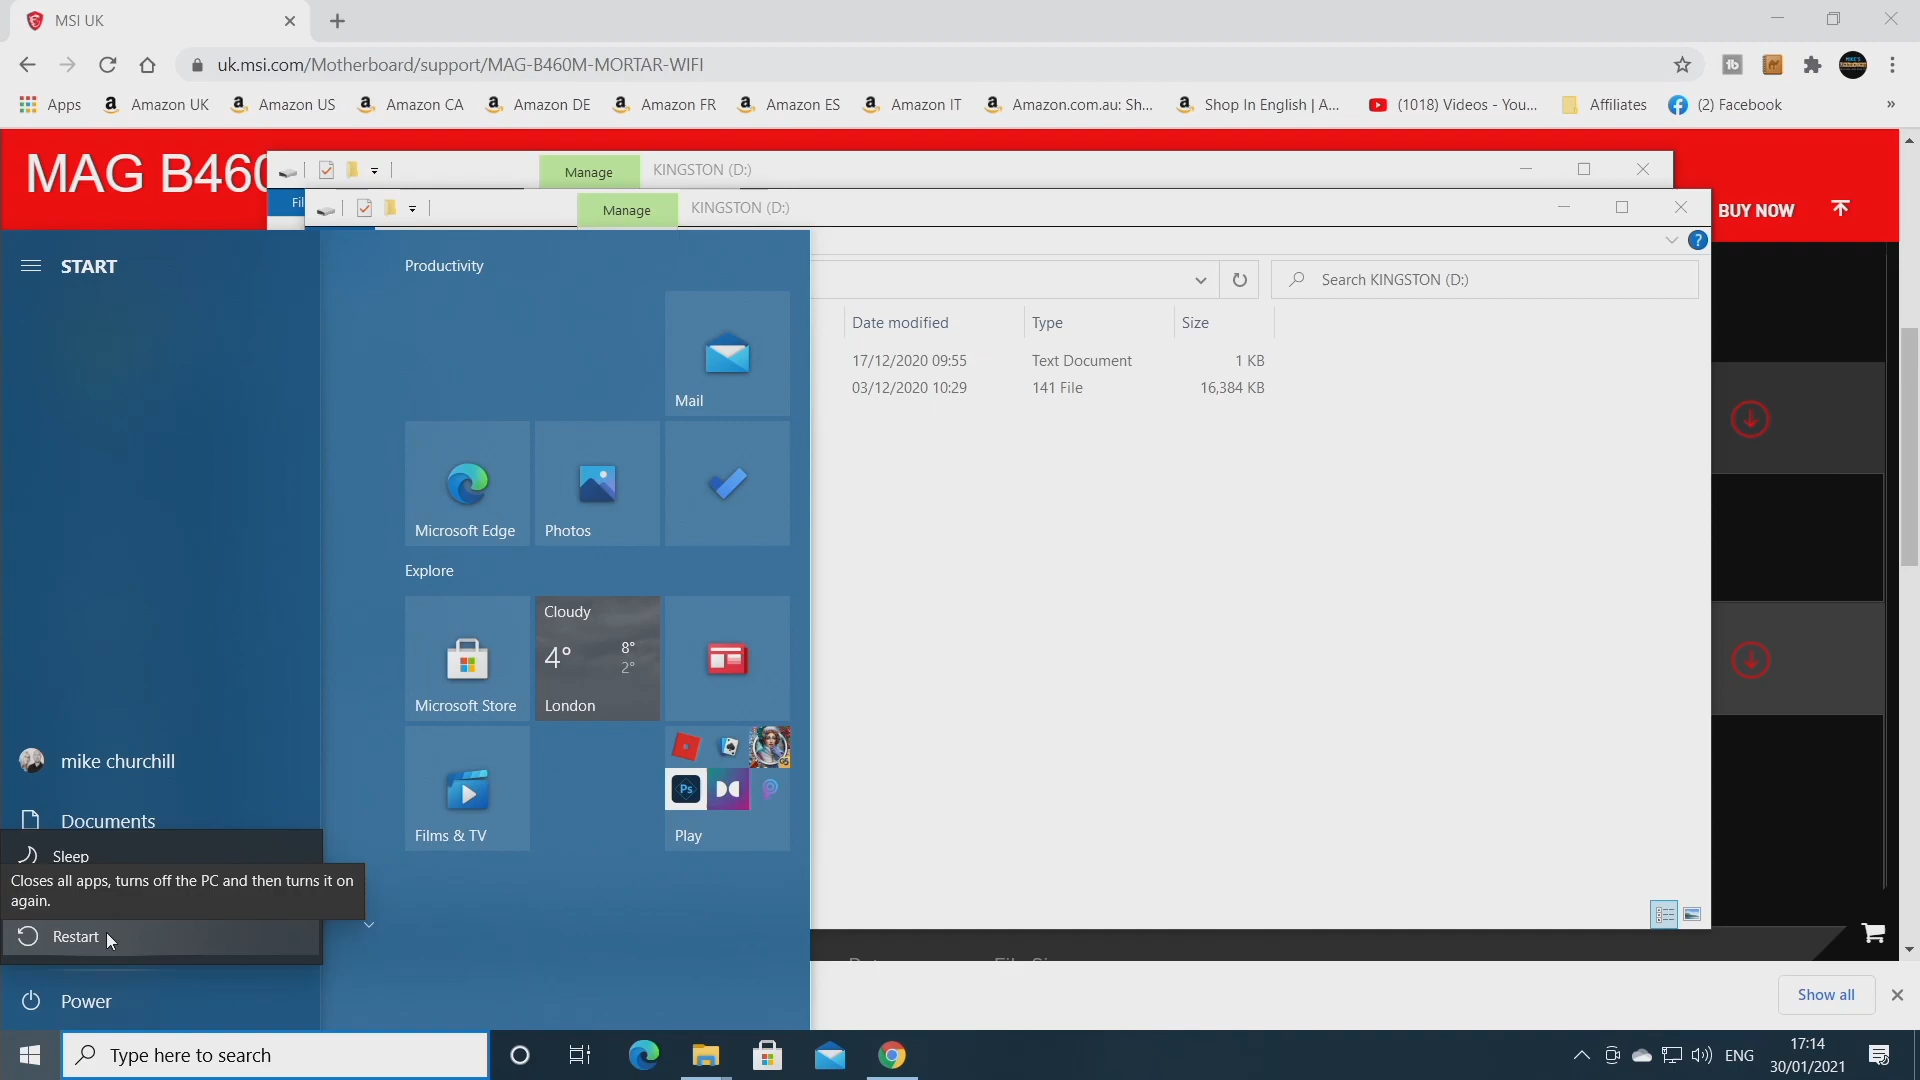 MSI UK
uk.msi.com/Motherboard/support/MAG-B460M-MORTAR-WIFI
Apps
Amazon UK
Amazon US
Amazon CA
Amazon DE
Amazon FR
Amazon ES
Amazon IT
Amazon.com.au: Sh...
Shop In English | A...
(1018) Videos - You...
Affiliates
(2) Facebook
»
MAG B460
Manage
KINGSTON (D:)
Fil
Manage
KINGSTON (D:)
BUY NOW
START
Productivity
Search KINGSTON (D:)
Date modified
Type
Size
17/12/2020 09:55
Text Document
1 KB
03/12/2020 10:29
141 File
16,384 KB
Mail
Microsoft Edge
Photos
Explore
Cloudy
4°
8°
2°
London
Microsoft Store
mike churchill
Documents
Ps
Films & TV
Play
Sleep
Closes all apps, turns off the PC and then turns it on
again.
Restart
Power
Show all
Type here to search
ENG
17:14
30/01/2021